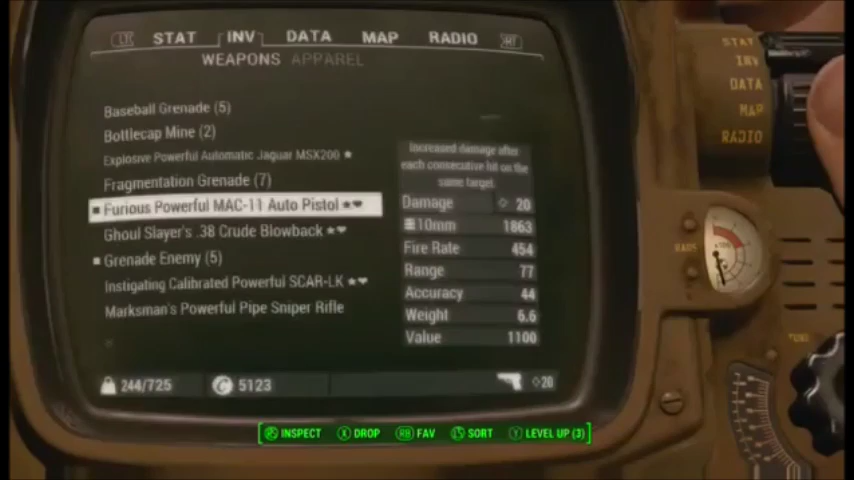 LT STAT INV DATA MAP RADIO RT
WEAPONS APPAREL
Baseball Grenade (5)
Bottlecap Mine (2)
Explosive Powerful Automatic Jaguar MSX200 ★
Fragmentation Grenade (7)
Furious Powerful MAC-11 Auto Pistol ★♥
Ghoul Slayer's .38 Crude Blowback ★♥
Grenade Enemy (5)
Instigating Calibrated Powerful SCAR-LK ★♥
Marksman's Powerful Pipe Sniper Rifle
Increased damage after
each consecutive hit on the
same target.
Damage 20
10mm 1863
Fire Rate 454
Range 77
Accuracy 44
Weight 6.6
Value 1100
244/725
C 5123
20
INSPECT X DROP RB FAV LS SORT Y LEVEL UP (3)
STAT
INV
DATA
MAP
RADIO
RADS
TUNE